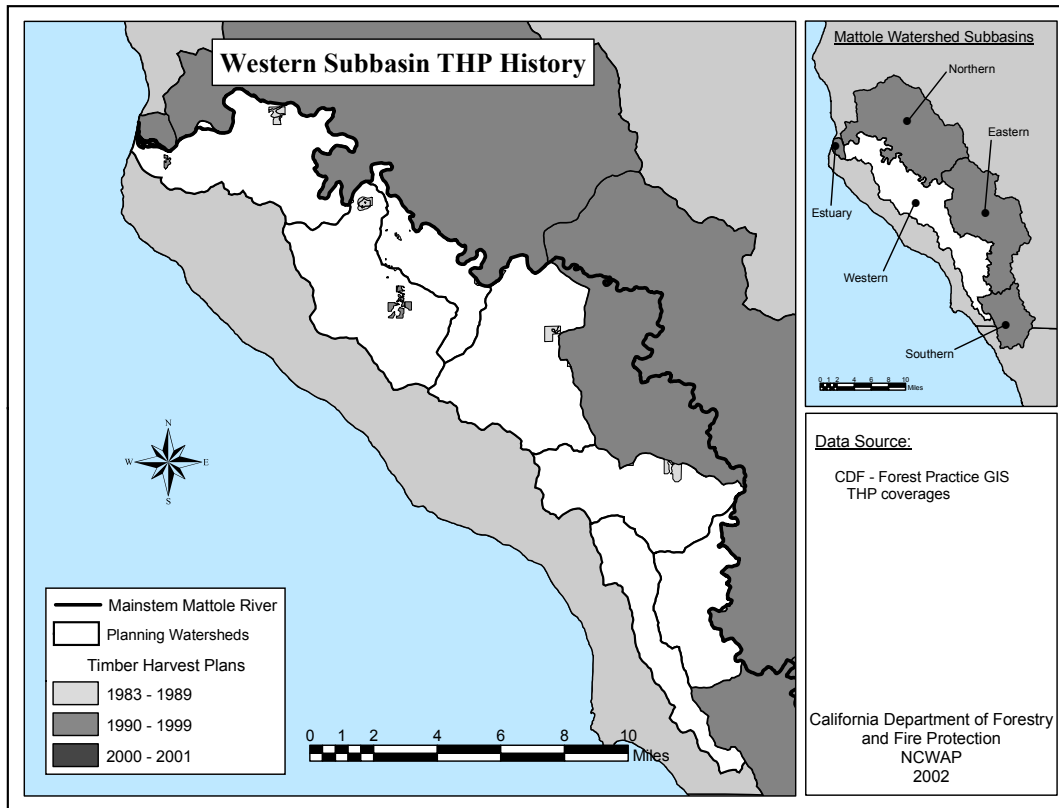 Western Subbasin THP History
N
W
E
S
Mainstem Mattole River
Planning Watersheds
Timber Harvest Plans
1983 - 1989
1990 - 1999
2000 - 2001
0 1 2 4 6 8 10
Miles
Mattole Watershed Subbasins
Northern
Eastern
Estuary
Western
Southern
0 1 2 4 6 8 10
Miles
Data Source:
CDF - Forest Practice GIS
THP coverages
California Department of Forestry
and Fire Protection
NCWAP
2002